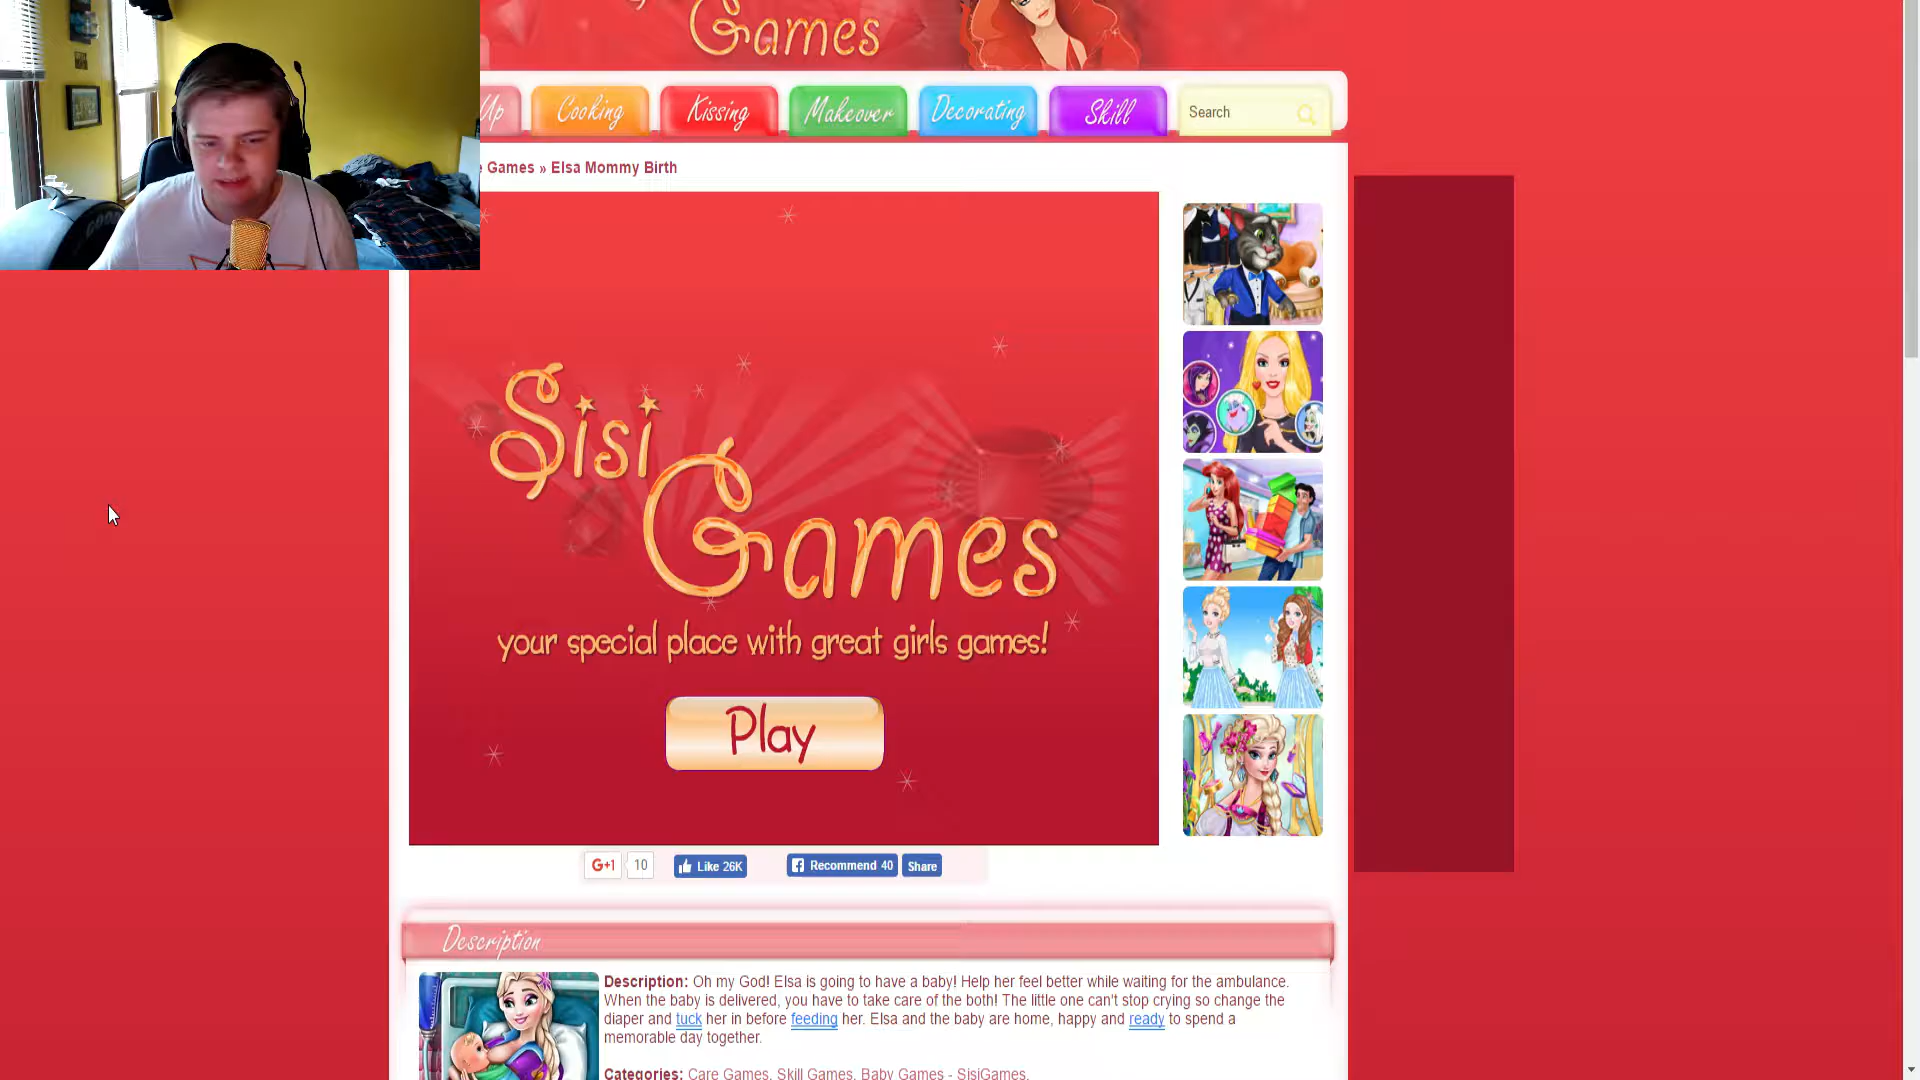 Games
Up
Cooking
Kissing
Makeover
Decorating
Skill
Search
e Games » Elsa Mommy Birth
Sisi
Games
your special place with great girls games!
Play
G+1
10
Like 26K
Recommend 40
Share
Description
Description: Oh my God! Elsa is going to have a baby! Help her feel better while waiting for the ambulance.
When the baby is delivered, you have to take care of the both! The little one can't stop crying so change the
diaper and tuck her in before feeding her. Elsa and the baby are home, happy and ready to spend a
memorable day together.
Categories: Care Games, Skill Games, Baby Games - SisiGames.